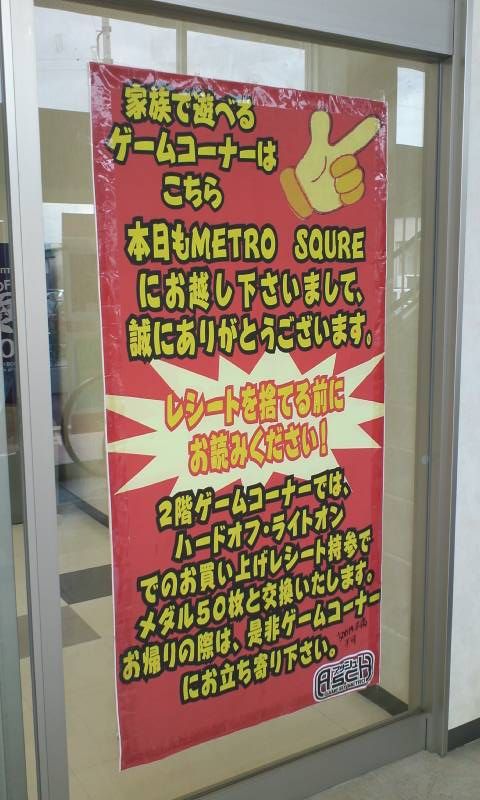 家族で遊べる
ゲームコーナーは
こちら
本日もMETRO SQURE
にお越し下さいまして、
誠にありがとうございます。
レシートを捨てる前に
お読みください！
2階ゲームコーナーでは、
ハードオフ・ライトオン
でのお買い上げレシート持参で
メダル50枚と交換いたします。
お帰りの際は、是非ゲームコーナー
にお立ち寄り下さい。
アッシュ